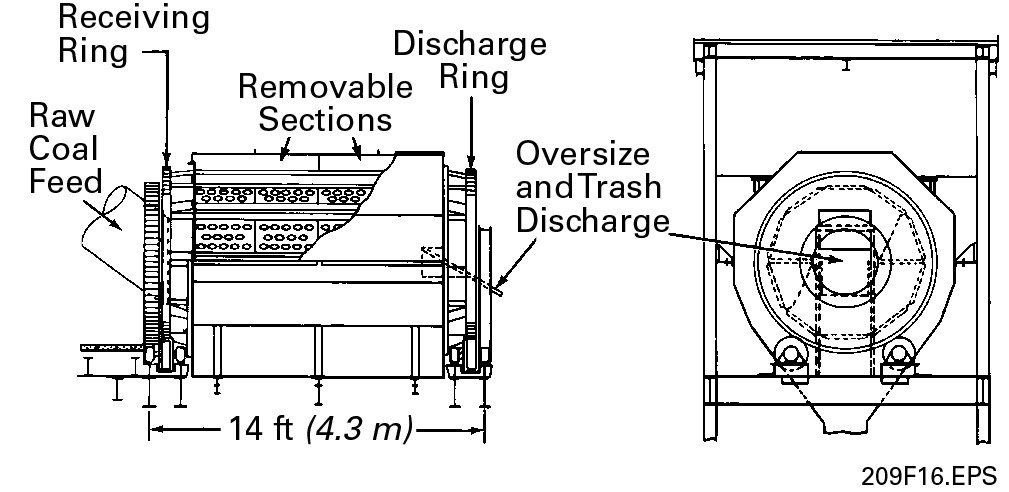 Receiving
Ring
Discharge
Ring
Removable
Sections
Raw
Coal
Feed
Oversize
and Trash
Discharge
14 ft (4.3 m)
209F16.EPS